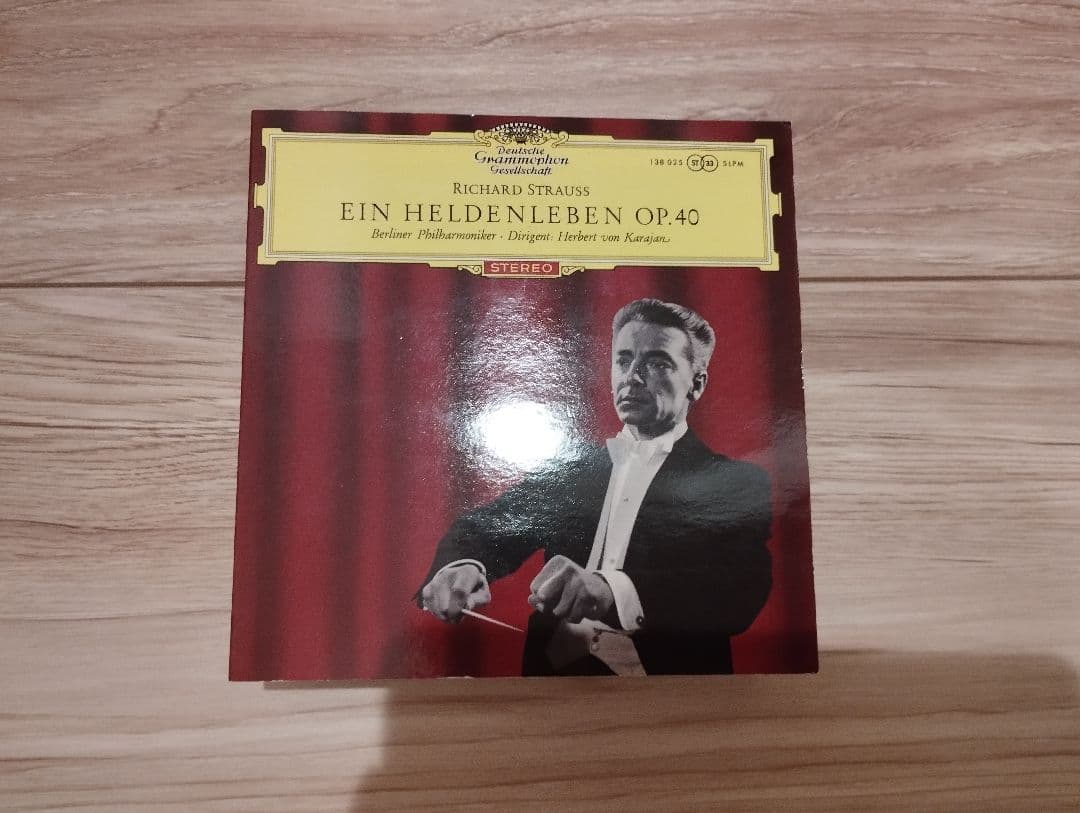 Deutsche
Grammophon
Gesellschaft
138 025 ST 33 SLPM
RICHARD STRAUSS
EIN HELDENLEBEN OP. 40
Berliner Philharmoniker · Dirigent: Herbert von Karajan
STEREO